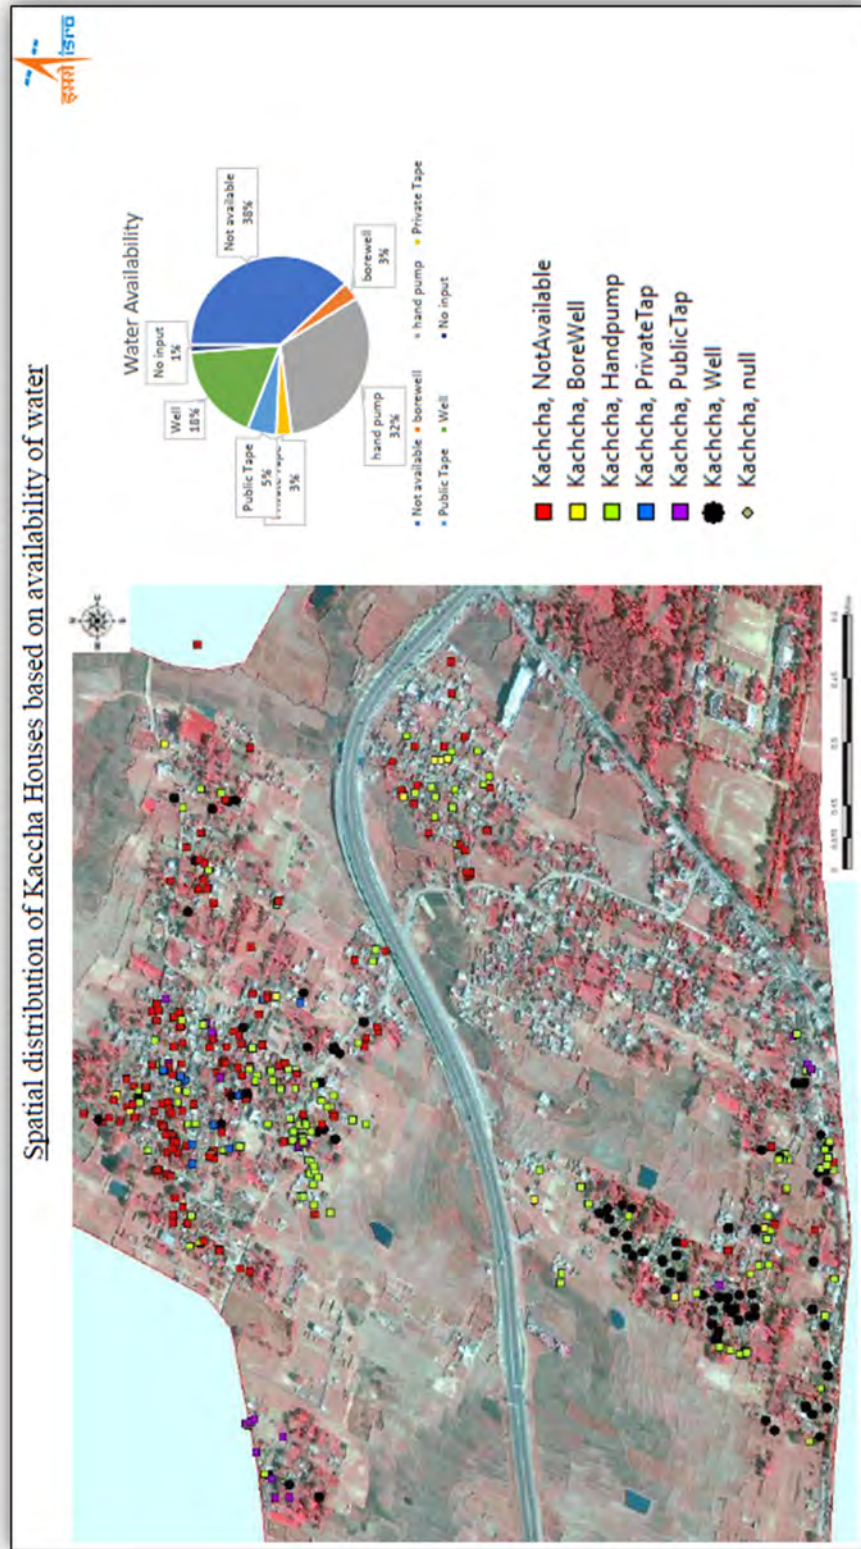 Spatial distribution of Kaccha Houses based on availability of water
इसरो isro
Water Availability
No input
1%
Not available
38%
Well
18%
Public Tape
5%
3%
borewell
3%
hand pump
32%
Not available
borewell
hand pump
Private Tape
Public Tape
Well
No input
Kachcha, NotAvailable
Kachcha, BoreWell
Kachcha, Handpump
Kachcha, PrivateTap
Kachcha, PublicTap
Kachcha, Well
Kachcha, null